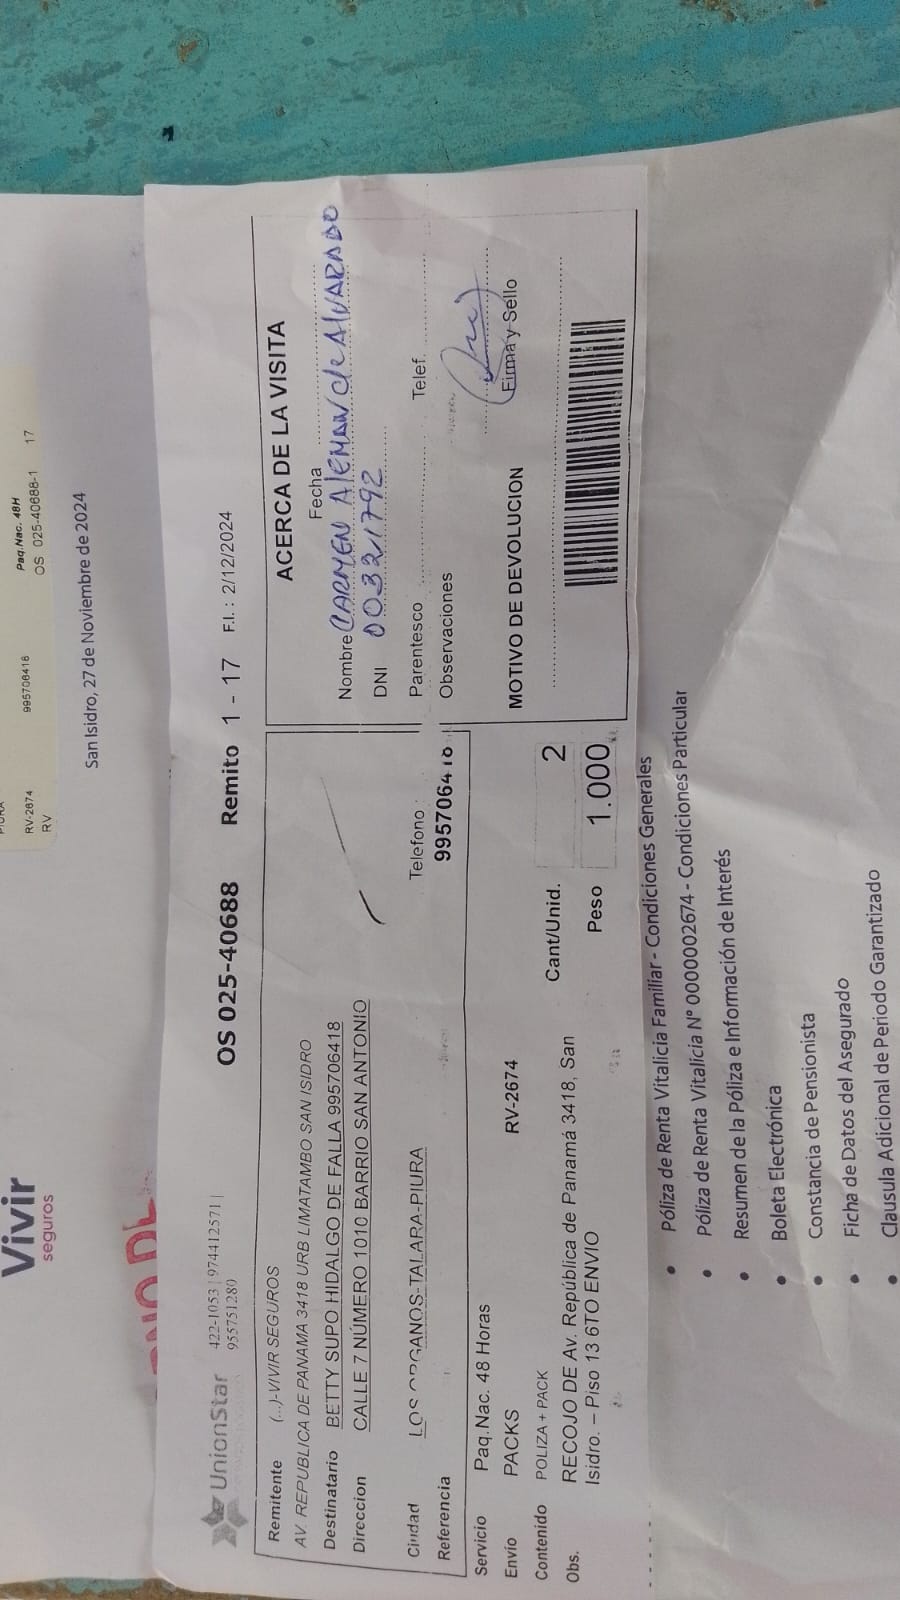 Vivir
seguros
PIURA
RV-2674
RV
995706418
Paq.Nac. 48H
OS 025-40688-1
17
San Isidro, 27 de Noviembre de 2024
UnionStar
422-1053 | 974412571 |
955751280
OS 025-40688 Remito 1 - 17 F.I.: 2/12/2024
Remitente (...)-VIVIR SEGUROS
AV. REPUBLICA DE PANAMA 3418 URB LIMATAMBO SAN ISIDRO
Destinatario BETTY SUPO HIDALGO DE FALLA 995706418
Direccion CALLE 7 NÚMERO 1010 BARRIO SAN ANTONIO
Ciudad LOS ORGANOS-TALARA-PIURA
Telefono :
Referencia
995706418
Servicio Paq.Nac. 48 Horas
Envio PACKS RV-2674
Contenido POLIZA + PACK
Cant/Unid. 2
Obs. RECOJO DE Av. República de Panamá 3418, San
Isidro. – Piso 13 6TO ENVIO
Peso 1.000
ACERCA DE LA VISITA
Fecha
Nombre CARMEN AlEMAN de AlVARADO
DNI 00321792
Parentesco Telef.
Observaciones
Firma y Sello
MOTIVO DE DEVOLUCION
• Póliza de Renta Vitalicia Familiar - Condiciones Generales
• Póliza de Renta Vitalicia N° 0000002674 - Condiciones Particular
• Resumen de la Póliza e Información de Interés
• Boleta Electrónica
• Constancia de Pensionista
• Ficha de Datos del Asegurado
• Clausula Adicional de Periodo Garantizado